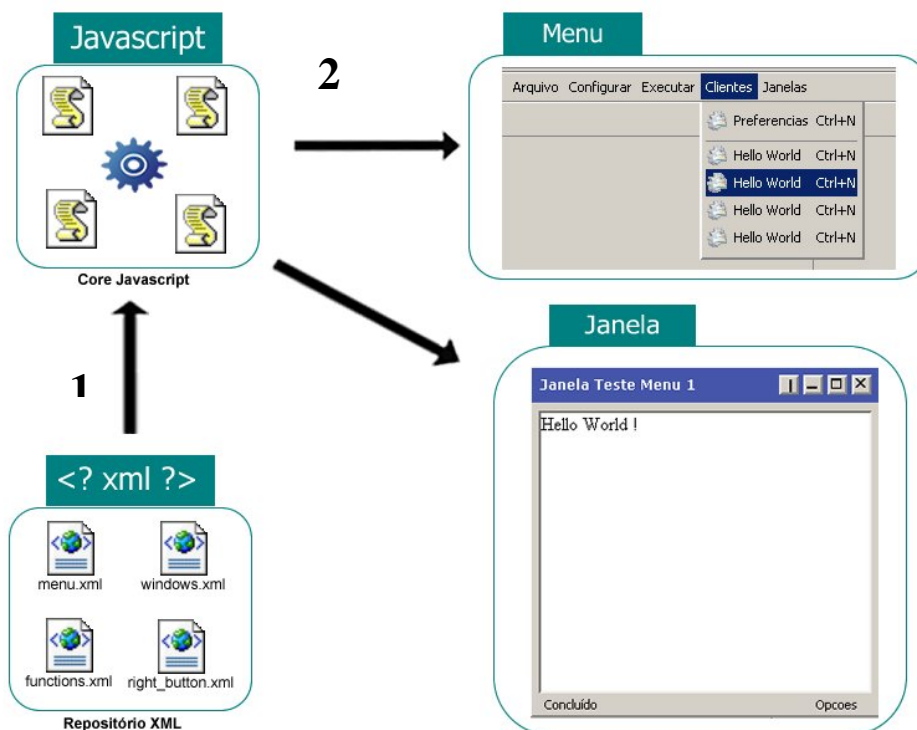 Javascript
Core Javascript
2
Menu
Arquivo Configurar Executar Clientes Janelas
Preferencias Ctrl+N
Hello World Ctrl+N
Hello World Ctrl+N
Hello World Ctrl+N
Hello World Ctrl+N
1
<? xml ?>
menu.xml
windows.xml
functions.xml
right_button.xml
Repositório XML
Janela
Janela Teste Menu 1
Hello World !
Concluído
Opcoes